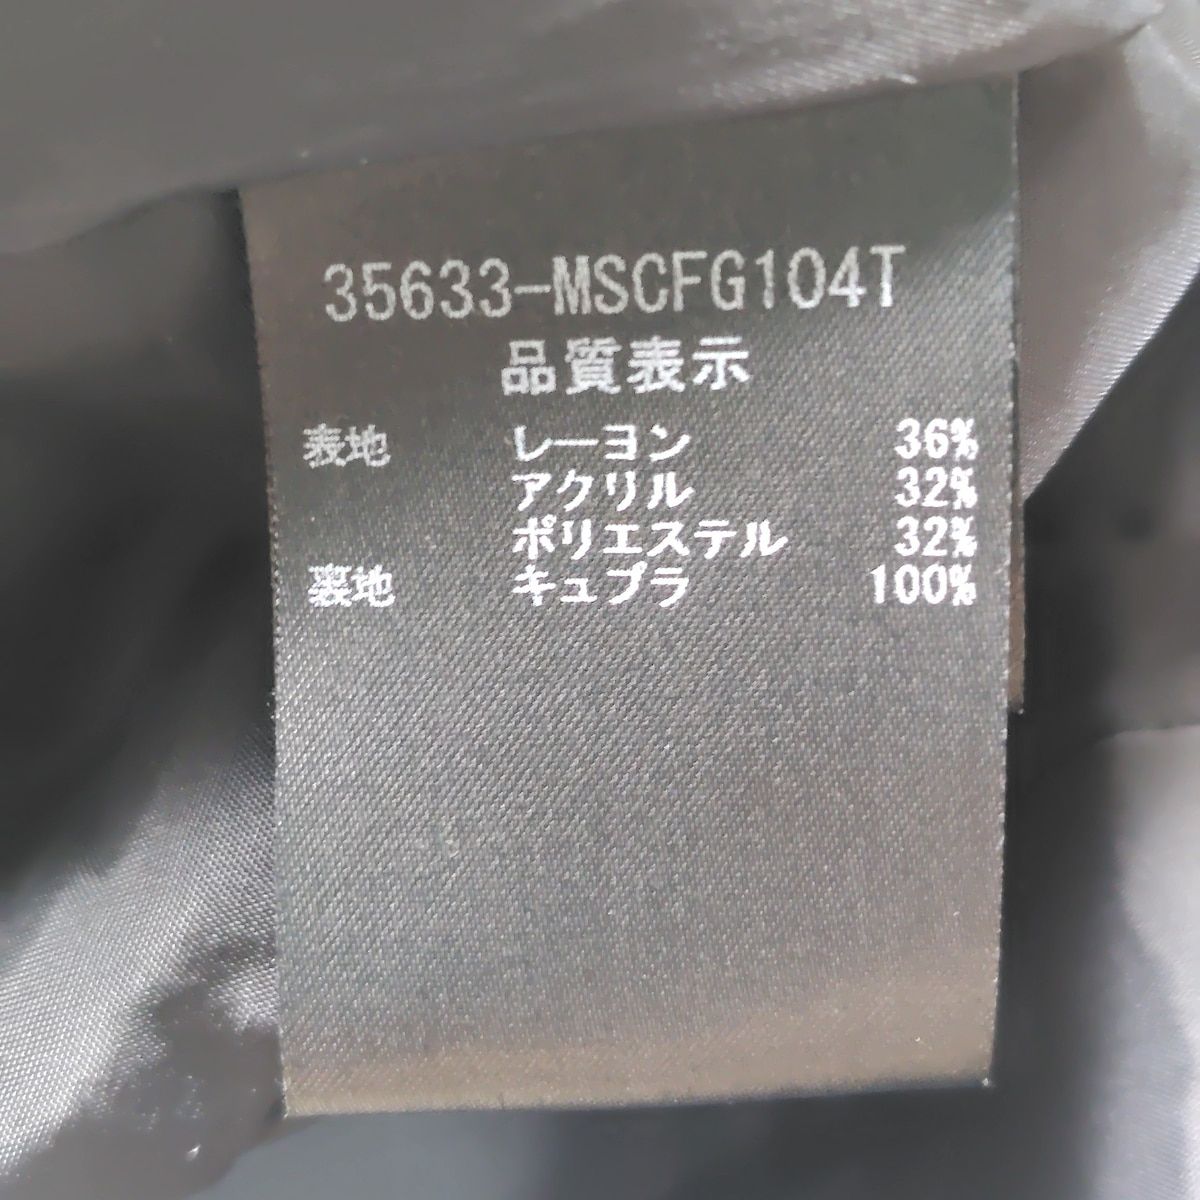 35633-MSCFG104T
品質表示
表地 レーヨン 36%
アクリル 32%
ポリエステル 32%
裏地 キュプラ 100%